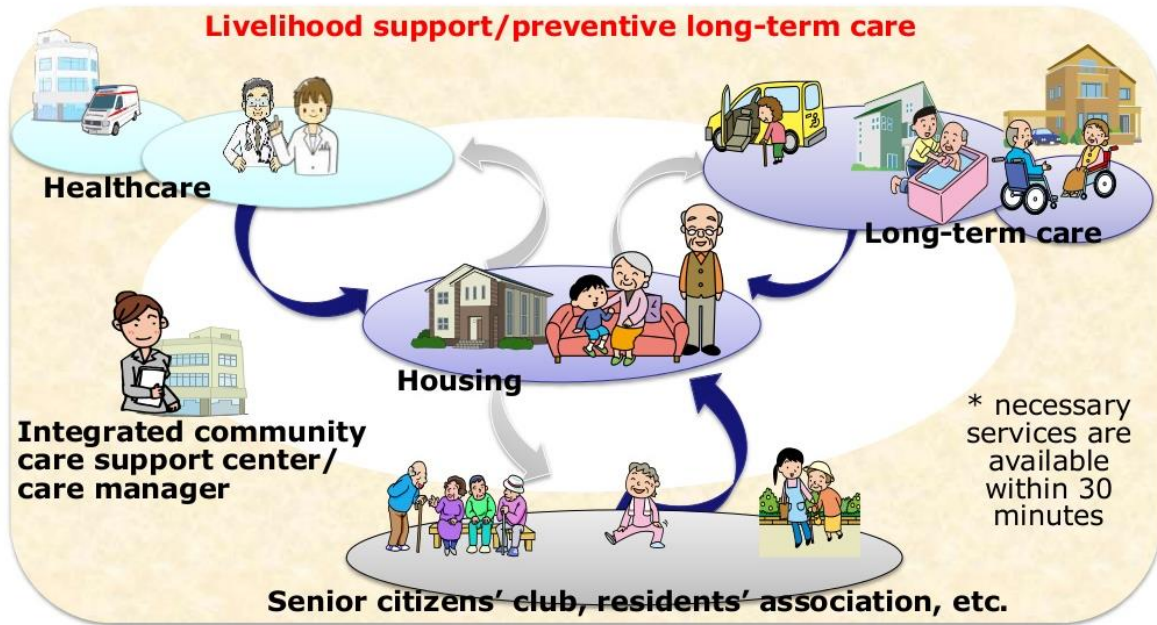 Livelihood support/preventive long-term care
Healthcare
Long-term care
Housing
Integrated community
care support center/
care manager
* necessary
services are
available
within 30
minutes
Senior citizens’ club, residents’ association, etc.